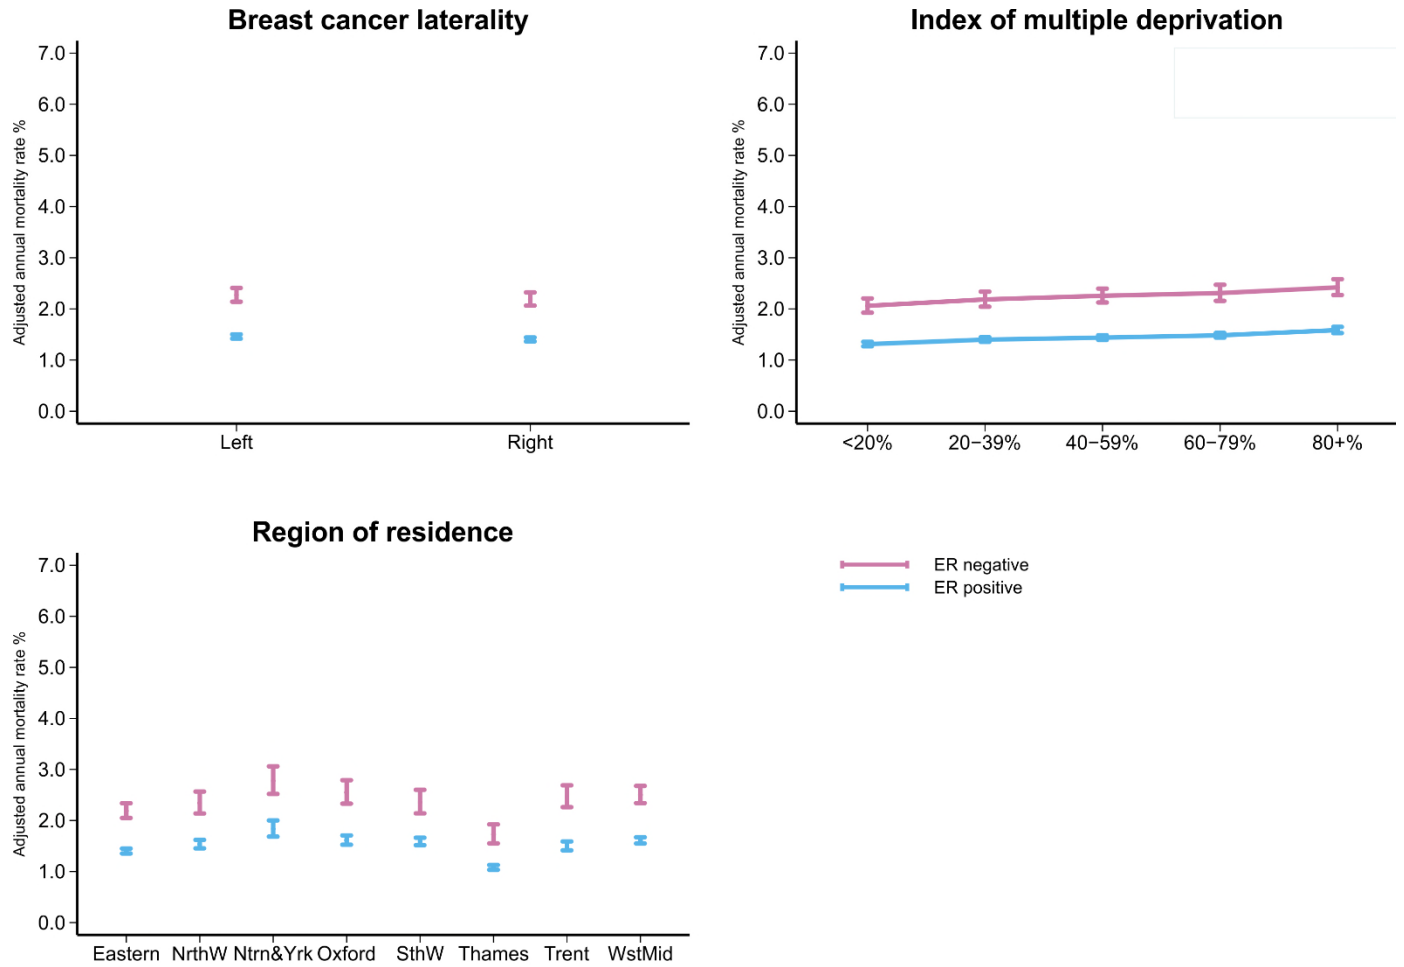 Breast cancer laterality
Adjusted annual mortality rate %
7.0
6.0
5.0
4.0
3.0
2.0
1.0
0.0
Left Right
Index of multiple deprivation
Adjusted annual mortality rate %
7.0
6.0
5.0
4.0
3.0
2.0
1.0
0.0
<20% 20−39% 40−59% 60−79% 80+%
Region of residence
Adjusted annual mortality rate %
7.0
6.0
5.0
4.0
3.0
2.0
1.0
0.0
Eastern NrthW Ntrn&Yrk Oxford SthW Thames Trent WstMid
ER negative
ER positive